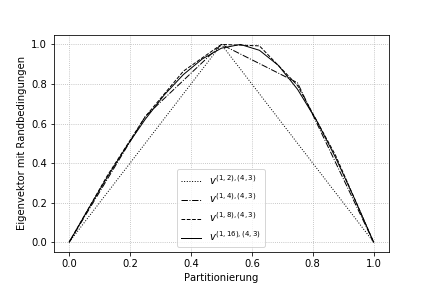 1.0
0.8
0.6
0.4
0.2
0.0
Eigenvektor mit Randbedingungen
v^{(1,2),(4,3)}
v^{(1,4),(4,3)}
v^{(1,8),(4,3)}
v^{(1,16),(4,3)}
0.0 0.2 0.4 0.6 0.8 1.0
Partitionierung